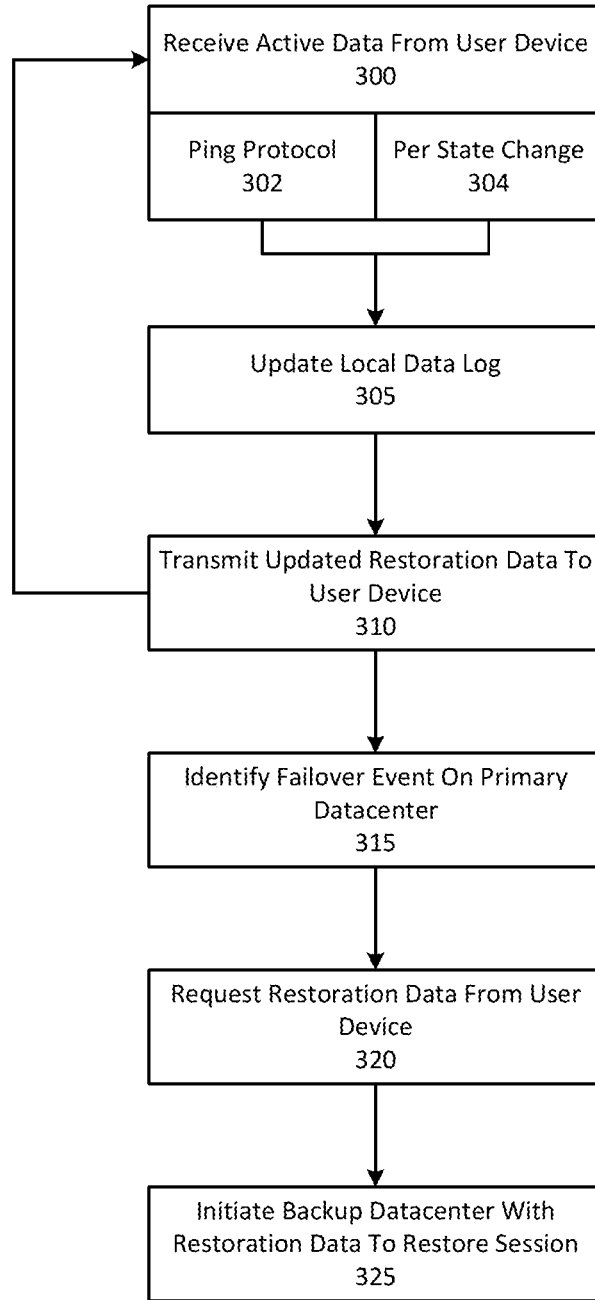 Receive Active Data From User Device
300
Ping Protocol
302
Per State Change
304
Update Local Data Log
305
Transmit Updated Restoration Data To
User Device
310
Identify Failover Event On Primary
Datacenter
315
Request Restoration Data From User
Device
320
Initiate Backup Datacenter With
Restoration Data To Restore Session
325